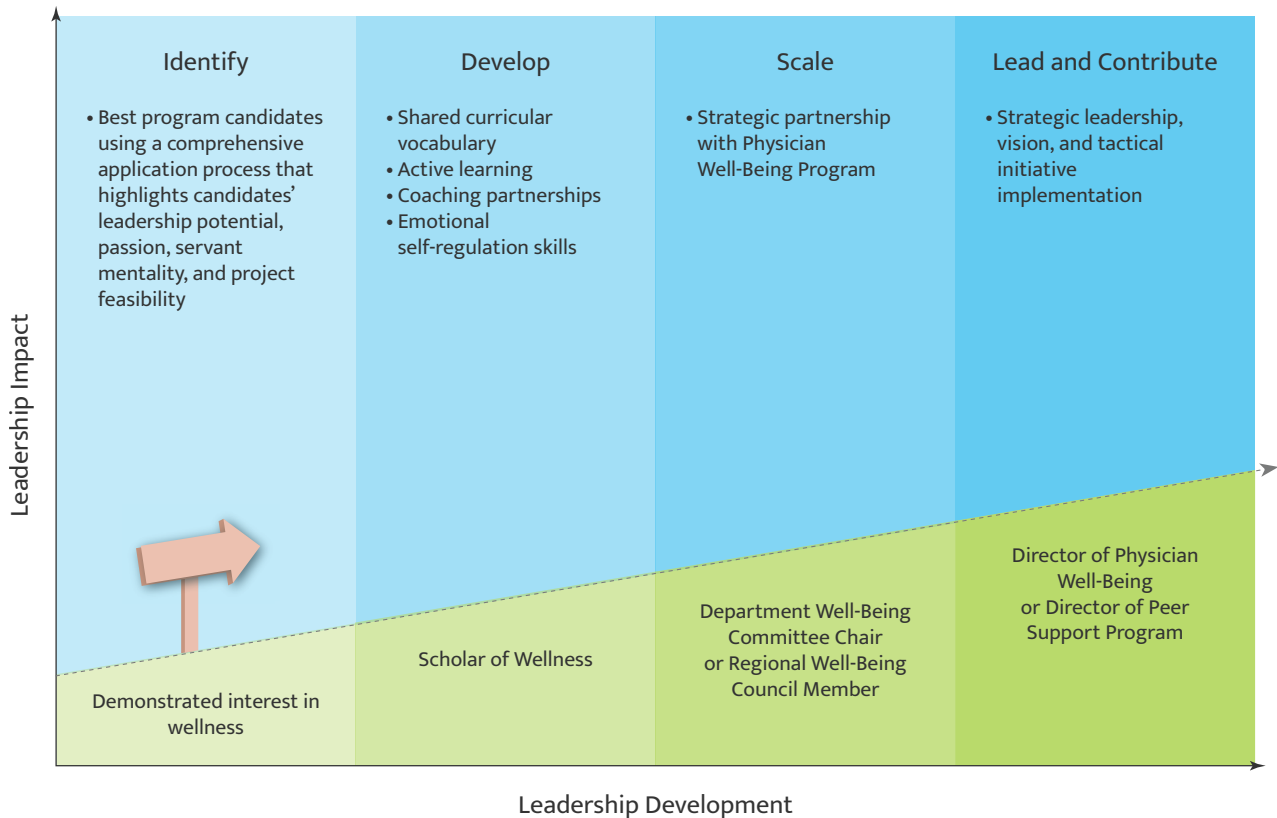 Leadership Impact
Identify
• Best program candidates
using a comprehensive
application process that
highlights candidates’
leadership potential,
passion, servant
mentality, and project
feasibility
Demonstrated interest in
wellness
Develop
• Shared curricular
vocabulary
• Active learning
• Coaching partnerships
• Emotional
self-regulation skills
Scholar of Wellness
Scale
• Strategic partnership
with Physician
Well-Being Program
Department Well-Being
Committee Chair
or Regional Well-Being
Council Member
Lead and Contribute
• Strategic leadership,
vision, and tactical
initiative
implementation
Director of Physician
Well-Being
or Director of Peer
Support Program
Leadership Development